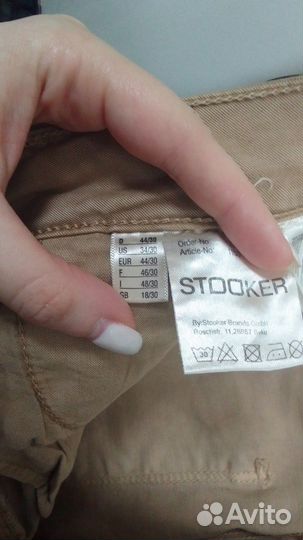 D 44/30
US 34/30
EUR 44/30
F 46/30
I 48/30
GB 18/30
Order-No
Article-No:
STOOKER
By: Stooker Brands GmbH
30
Avito